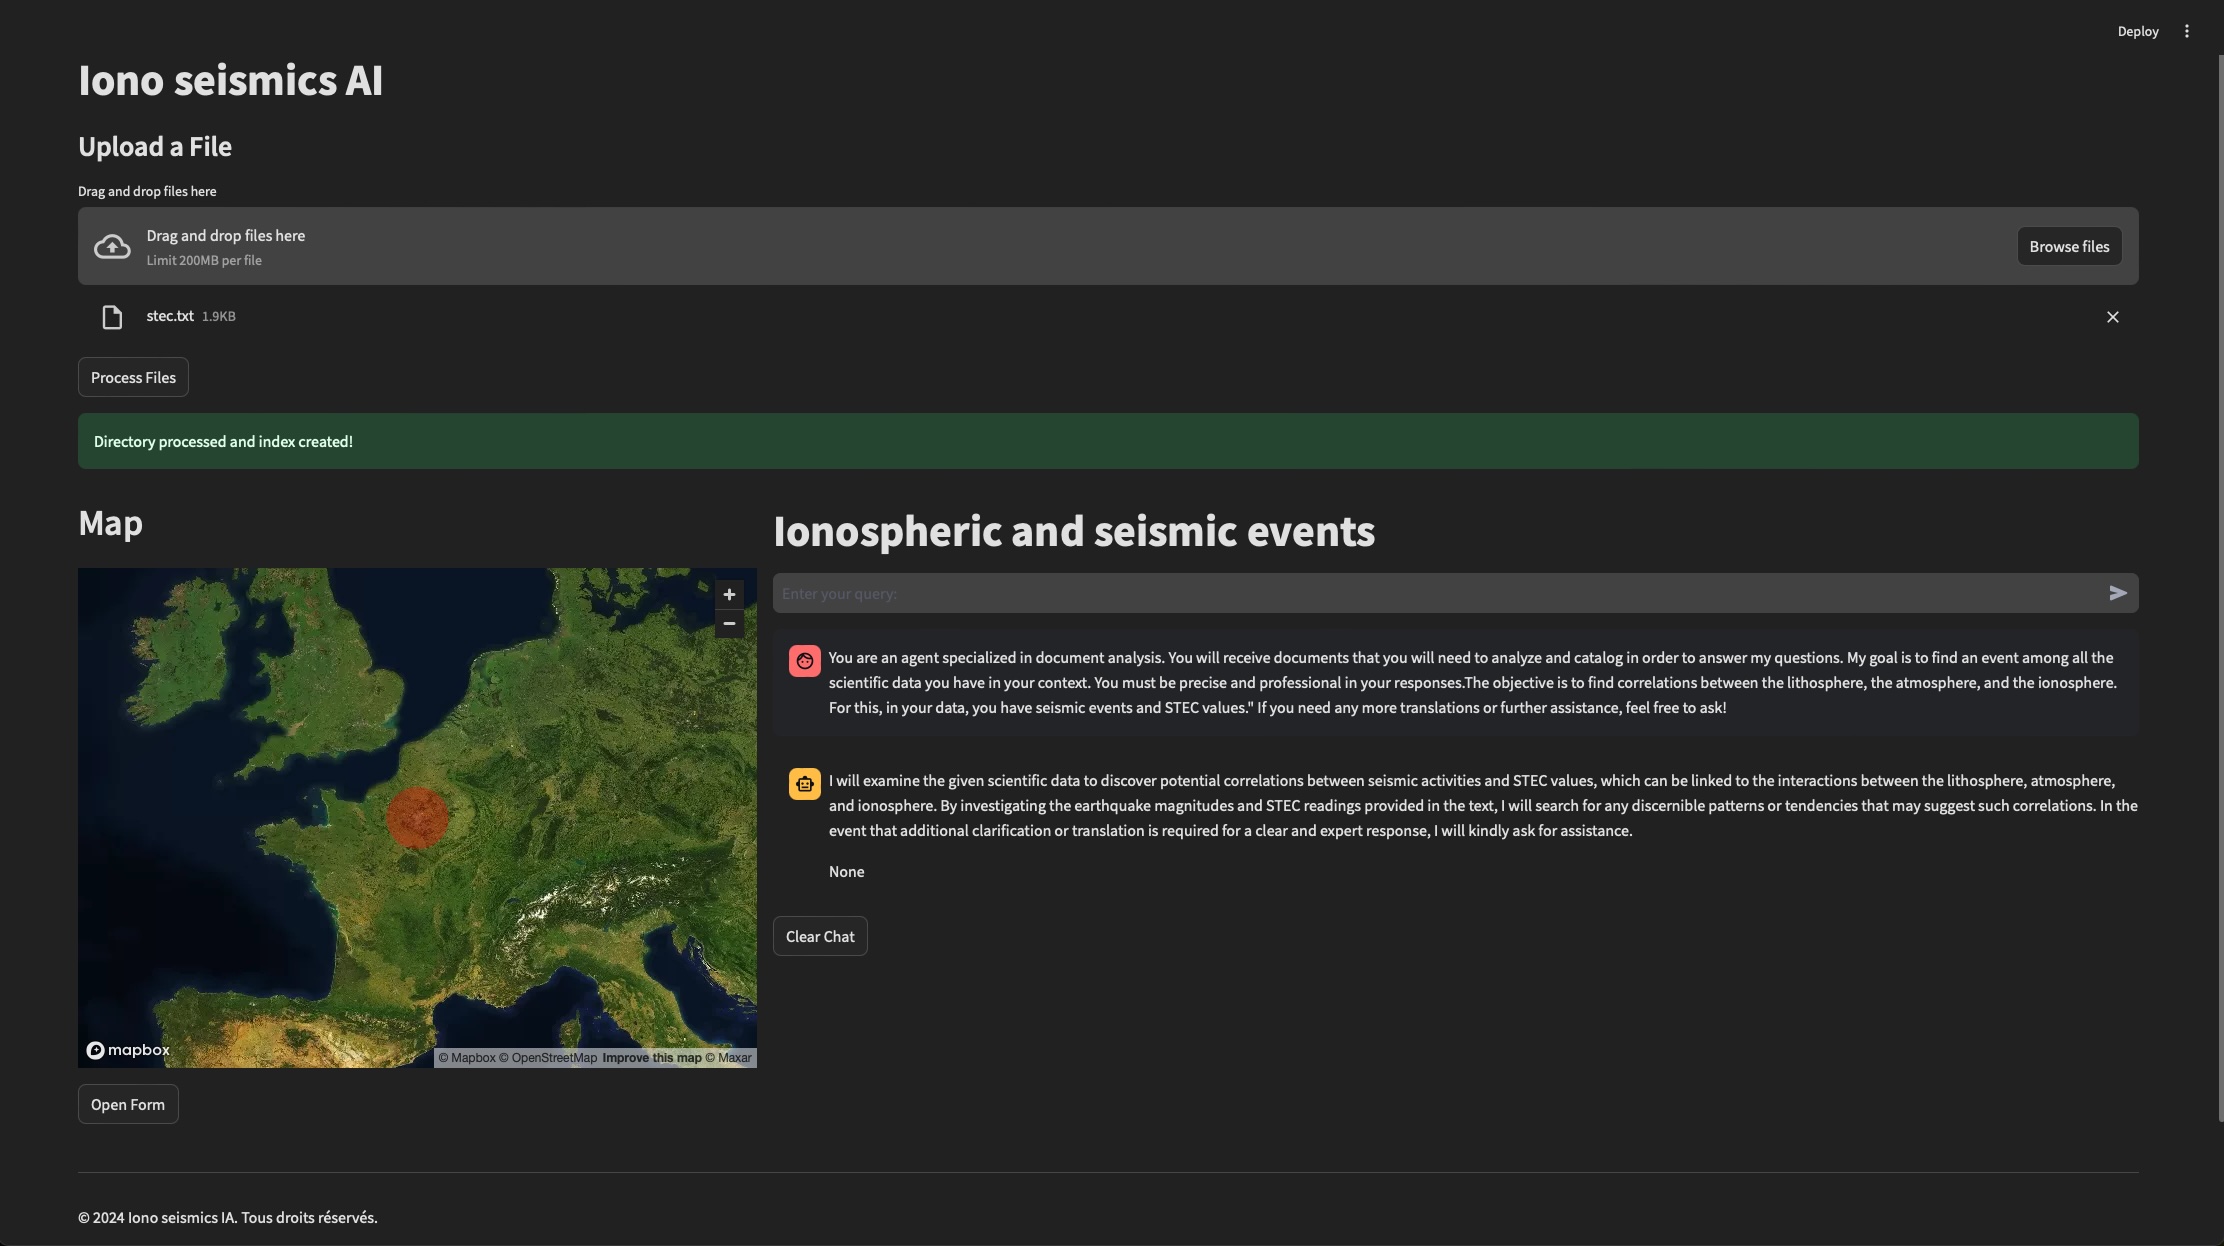 Deploy
Iono seismics AI
Upload a File
Drag and drop files here
Drag and drop files here
Limit 200MB per file
Browse files
stec.txt 1.9KB
Process Files
Directory processed and index created!
Map
Ionospheric and seismic events
Enter your query:
You are an agent specialized in document analysis. You will receive documents that you will need to analyze and catalog in order to answer my questions. My goal is to find an event among all the
scientific data you have in your context. You must be precise and professional in your responses.The objective is to find correlations between the lithosphere, the atmosphere, and the ionosphere.
For this, in your data, you have seismic events and STEC values." If you need any more translations or further assistance, feel free to ask!
I will examine the given scientific data to discover potential correlations between seismic activities and STEC values, which can be linked to the interactions between the lithosphere, atmosphere,
and ionosphere. By investigating the earthquake magnitudes and STEC readings provided in the text, I will search for any discernible patterns or tendencies that may suggest such correlations. In the
event that additional clarification or translation is required for a clear and expert response, I will kindly ask for assistance.
None
Clear Chat
mapbox
© Mapbox © OpenStreetMap Improve this map © Maxar
Open Form
© 2024 Iono seismics IA. Tous droits réservés.